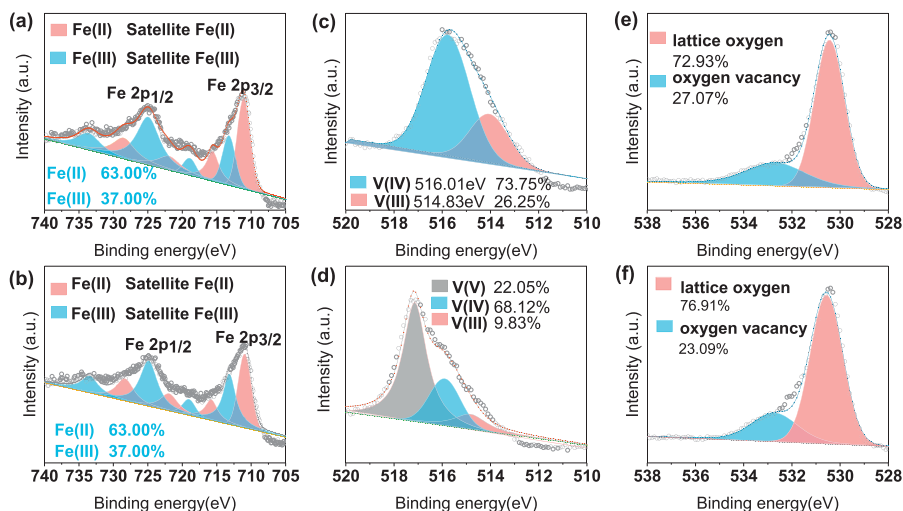 (a)
Fe(II) Satellite Fe(II)
Fe(III) Satellite Fe(III)
Fe 2p1/2
Fe 2p3/2
Fe(II) 63.00%
Fe(III) 37.00%
Intensity (a.u.)
740 735 730 725 720 715 710 705
Binding energy(eV)
(c)
V(IV) 516.01eV 73.75%
V(III) 514.83eV 26.25%
Intensity (a.u.)
520 518 516 514 512 510
Binding energy(eV)
(e)
lattice oxygen
72.93%
oxygen vacancy
27.07%
Intensity (a.u.)
538 536 534 532 530 528
Binding energy(eV)
(b)
Fe(II) Satellite Fe(II)
Fe(III) Satellite Fe(III)
Fe 2p1/2
Fe 2p3/2
Fe(II) 63.00%
Fe(III) 37.00%
Intensity (a.u.)
740 735 730 725 720 715 710 705
Binding energy(eV)
(d)
V(V) 22.05%
V(IV) 68.12%
V(III) 9.83%
Intensity (a.u.)
520 518 516 514 512 510
Binding energy(eV)
(f)
lattice oxygen
76.91%
oxygen vacancy
23.09%
Intensity (a.u.)
538 536 534 532 530 528
Binding energy(eV)